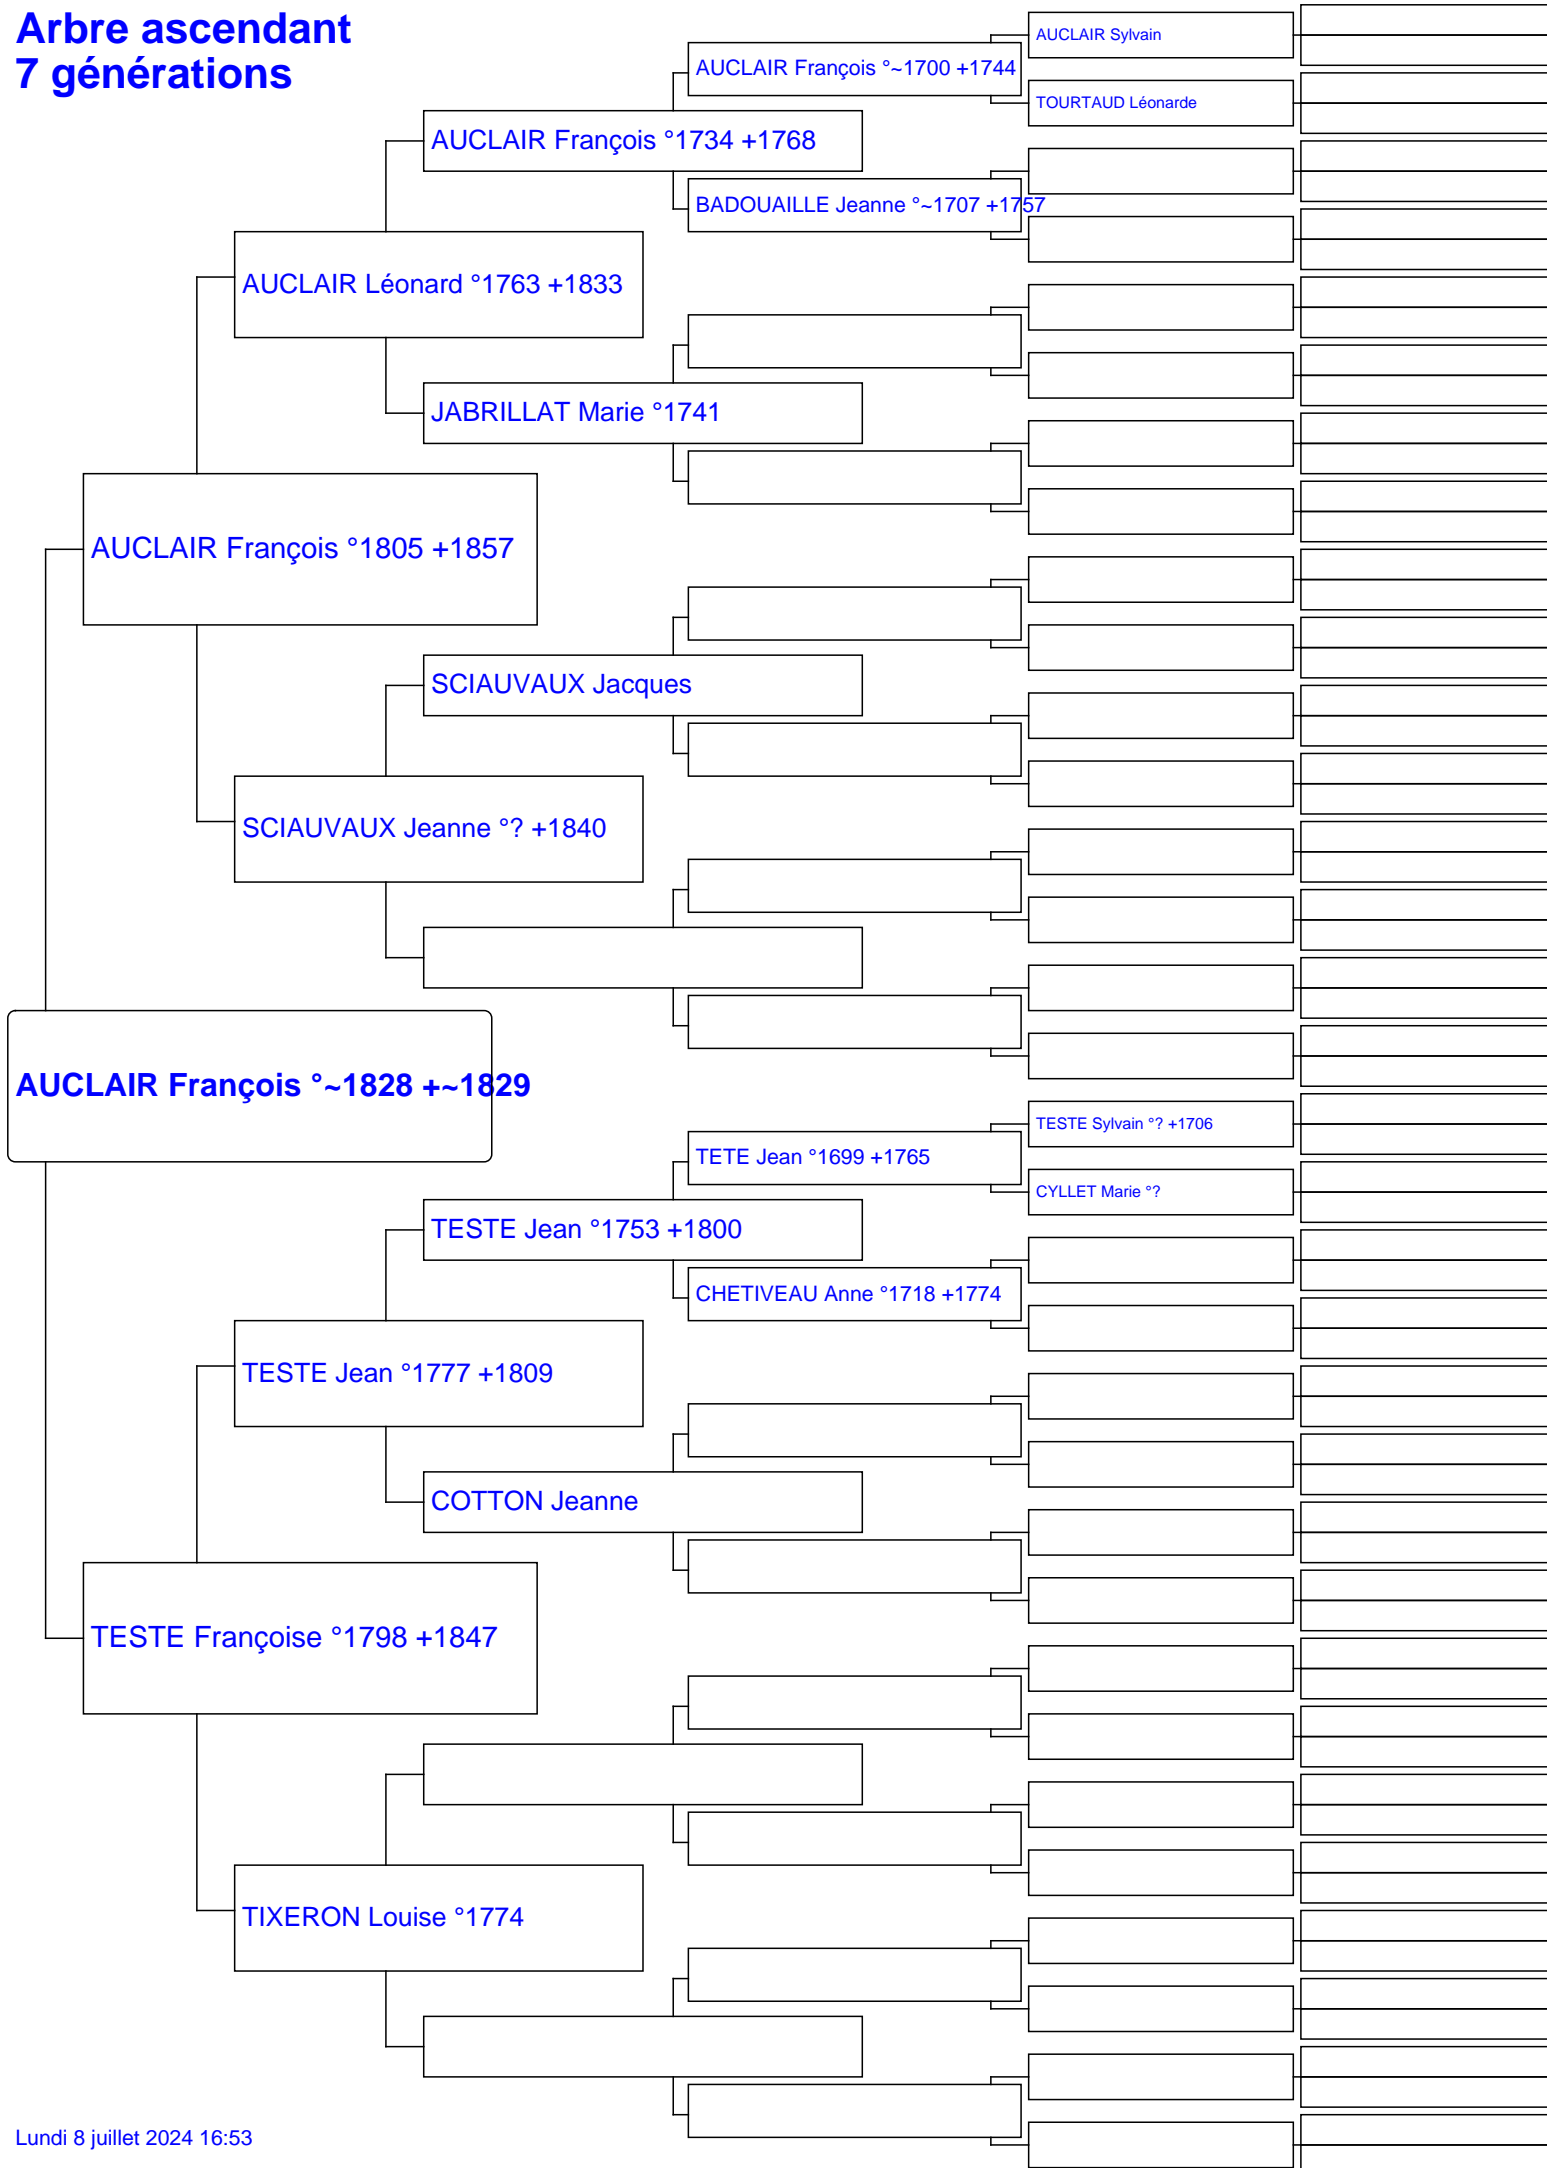 Arbre ascendant
7 générations
AUCLAIR Sylvain
AUCLAIR François °~1700 +1744
TOURTAUD Léonarde
AUCLAIR François °1734 +1768
BADOUAILLE Jeanne °~1707 +1757
AUCLAIR Léonard °1763 +1833
JABRILLAT Marie °1741
AUCLAIR François °1805 +1857
SCIAUVAUX Jacques
SCIAUVAUX Jeanne °? +1840
AUCLAIR François °~1828 +~1829
TESTE Sylvain °? +1706
TETE Jean °1699 +1765
CYLLET Marie °?
TESTE Jean °1753 +1800
CHETIVEAU Anne °1718 +1774
TESTE Jean °1777 +1809
COTTON Jeanne
TESTE Françoise °1798 +1847
TIXERON Louise °1774
Lundi 8 juillet 2024 16:53